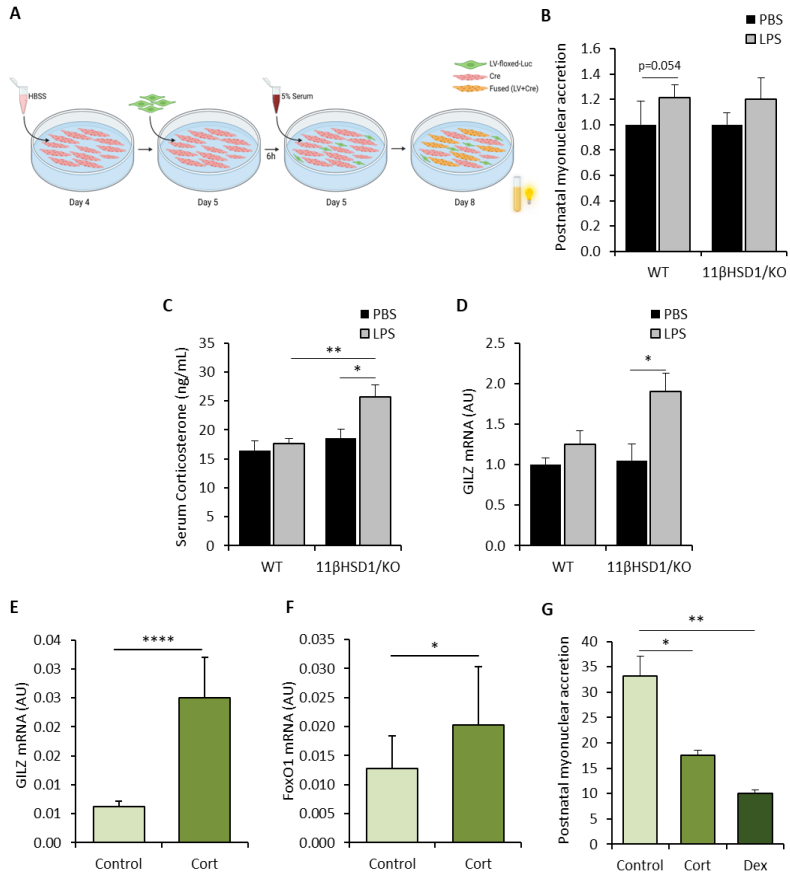 A
HBSS
5% Serum
LV-floxed-Luc
Cre
Fused (LV+Cre)
6h
Day 4
Day 5
Day 5
Day 8
B
PBS
LPS
Postnatal myonuclear accretion
1.6
1.4
1.2
1.0
0.8
0.6
0.4
0.2
0.0
p=0.054
WT
11βHSD1/KO
C
PBS
LPS
Serum Corticosterone (ng/mL)
35
30
25
20
15
10
5
0
**
*
WT
11βHSD1/KO
D
PBS
LPS
GILZ mRNA (AU)
2.5
2.0
1.5
1.0
0.5
0.0
*
WT
11βHSD1/KO
E
GILZ mRNA (AU)
0.04
0.03
0.03
0.02
0.02
0.01
0.01
0.00
****
Control
Cort
F
FoxO1 mRNA (AU)
0.035
0.030
0.025
0.020
0.015
0.010
0.005
0.000
*
Control
Cort
G
Postnatal myonuclear accretion
40
35
30
25
20
15
10
5
0
**
*
Control
Cort
Dex